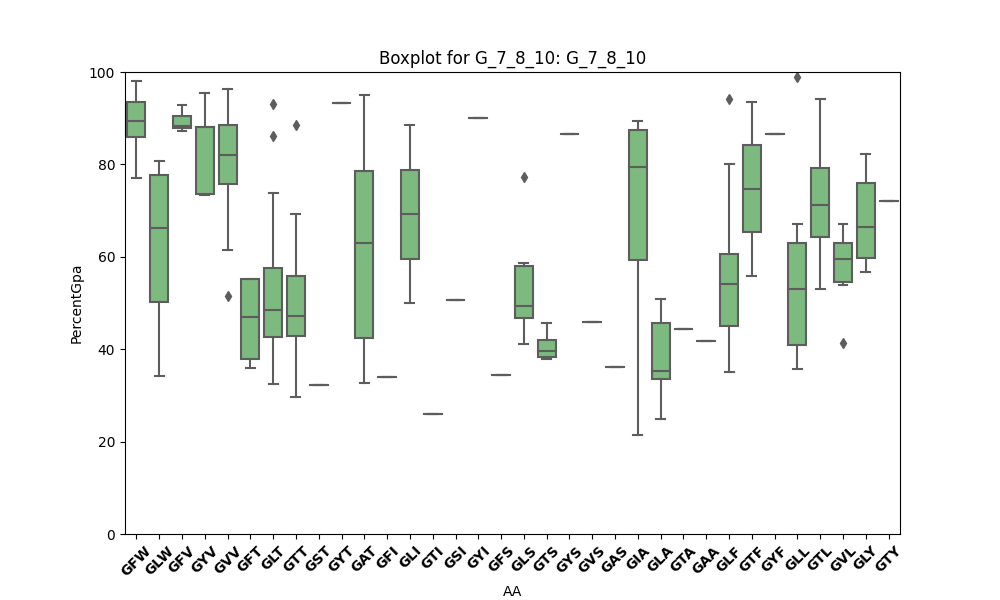 Boxplot for G_7_8_10: G_7_8_10
100
80
60
40
20
0
PercentGpa
GFW GLW GFV GYV GVV GFT GLT GTT GST GYT GAT GFI GLI GTI GSI GYI GFS GLS GTS GYS GVS GAS GIA GLA GTA GAA GLF GTF GYF GLL GTL GVL GLY GTY
AA